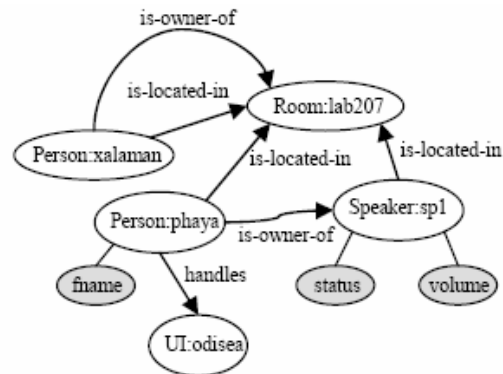 is-owner-of
is-located-in
Room:lab207
Person:xalaman
is-located-in
is-located-in
Person:phaya
Speaker:sp1
is-owner-of
fname
handles
status
volume
UI:odisea